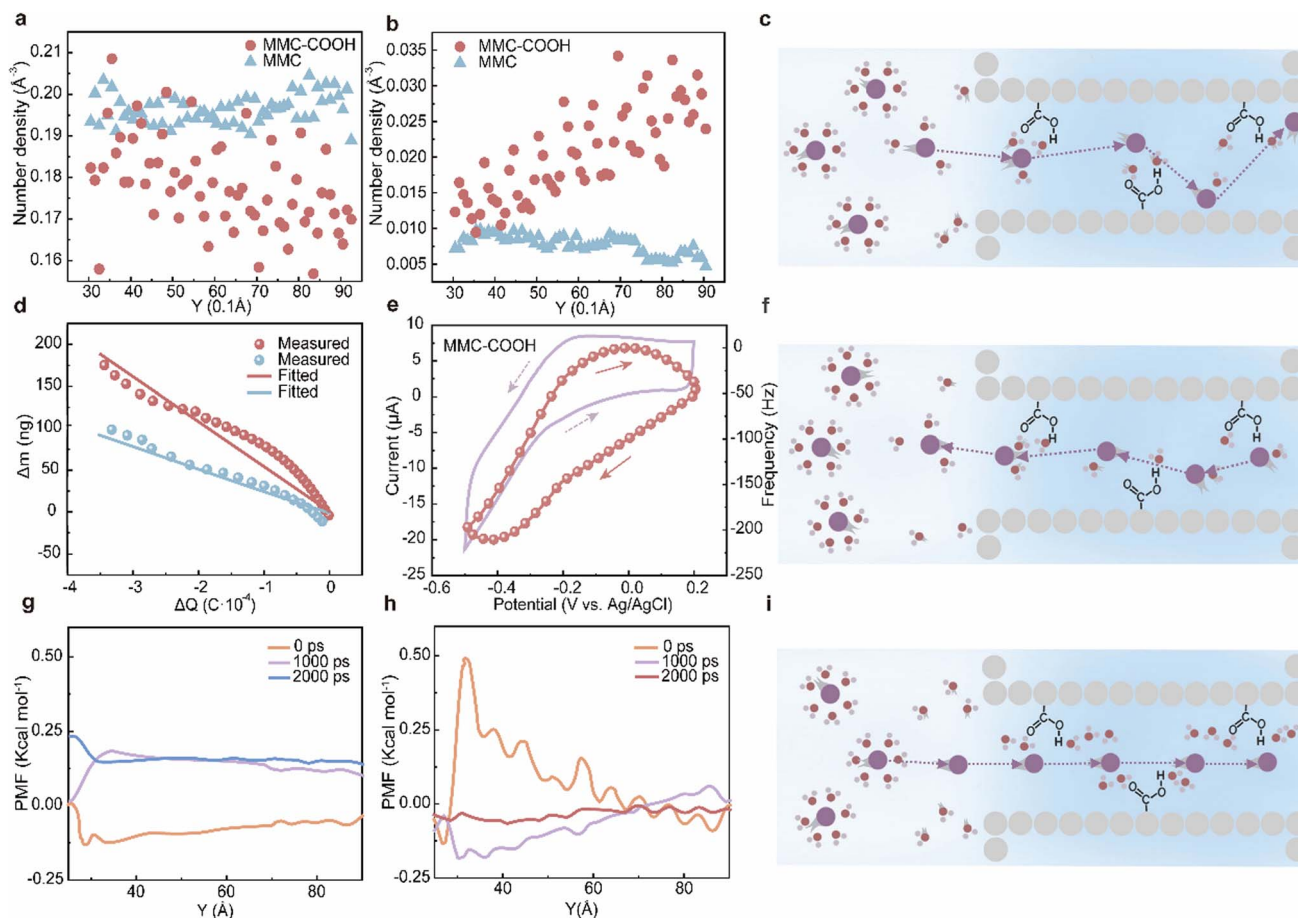 a
MMC-COOH
MMC
0.21
0.20
0.19
0.18
0.17
0.16
Number density (Å⁻³)
30 40 50 60 70 80 90
Y (0.1Å)
b
MMC-COOH
MMC
0.035
0.030
0.025
0.020
0.015
0.010
0.005
Number density (Å⁻³)
30 40 50 60 70 80 90
Y (0.1Å)
c
O O
H
O O
H
H
O O
d
Measured
Measured
Fitted
Fitted
200
150
100
50
0
-50
Δm (ng)
-4 -3 -2 -1 0
ΔQ (C·10⁻⁴)
e
MMC-COOH
10
5
0
-5
-10
-15
-20
-25
Current (μA)
0
-50
-100
-150
-200
-250
Frequency (Hz)
-0.6 -0.4 -0.2 0.0 0.2
Potential (V vs. Ag/AgCl)
f
O O
H
O O
H
H
O O
g
0 ps
1000 ps
2000 ps
0.50
0.25
0.00
-0.25
PMF (Kcal mol⁻¹)
40 60 80
Y (Å)
h
0 ps
1000 ps
2000 ps
0.50
0.25
0.00
-0.25
PMF (Kcal mol⁻¹)
40 60 80
Y(Å)
i
O O
H
O O
H
H
O O